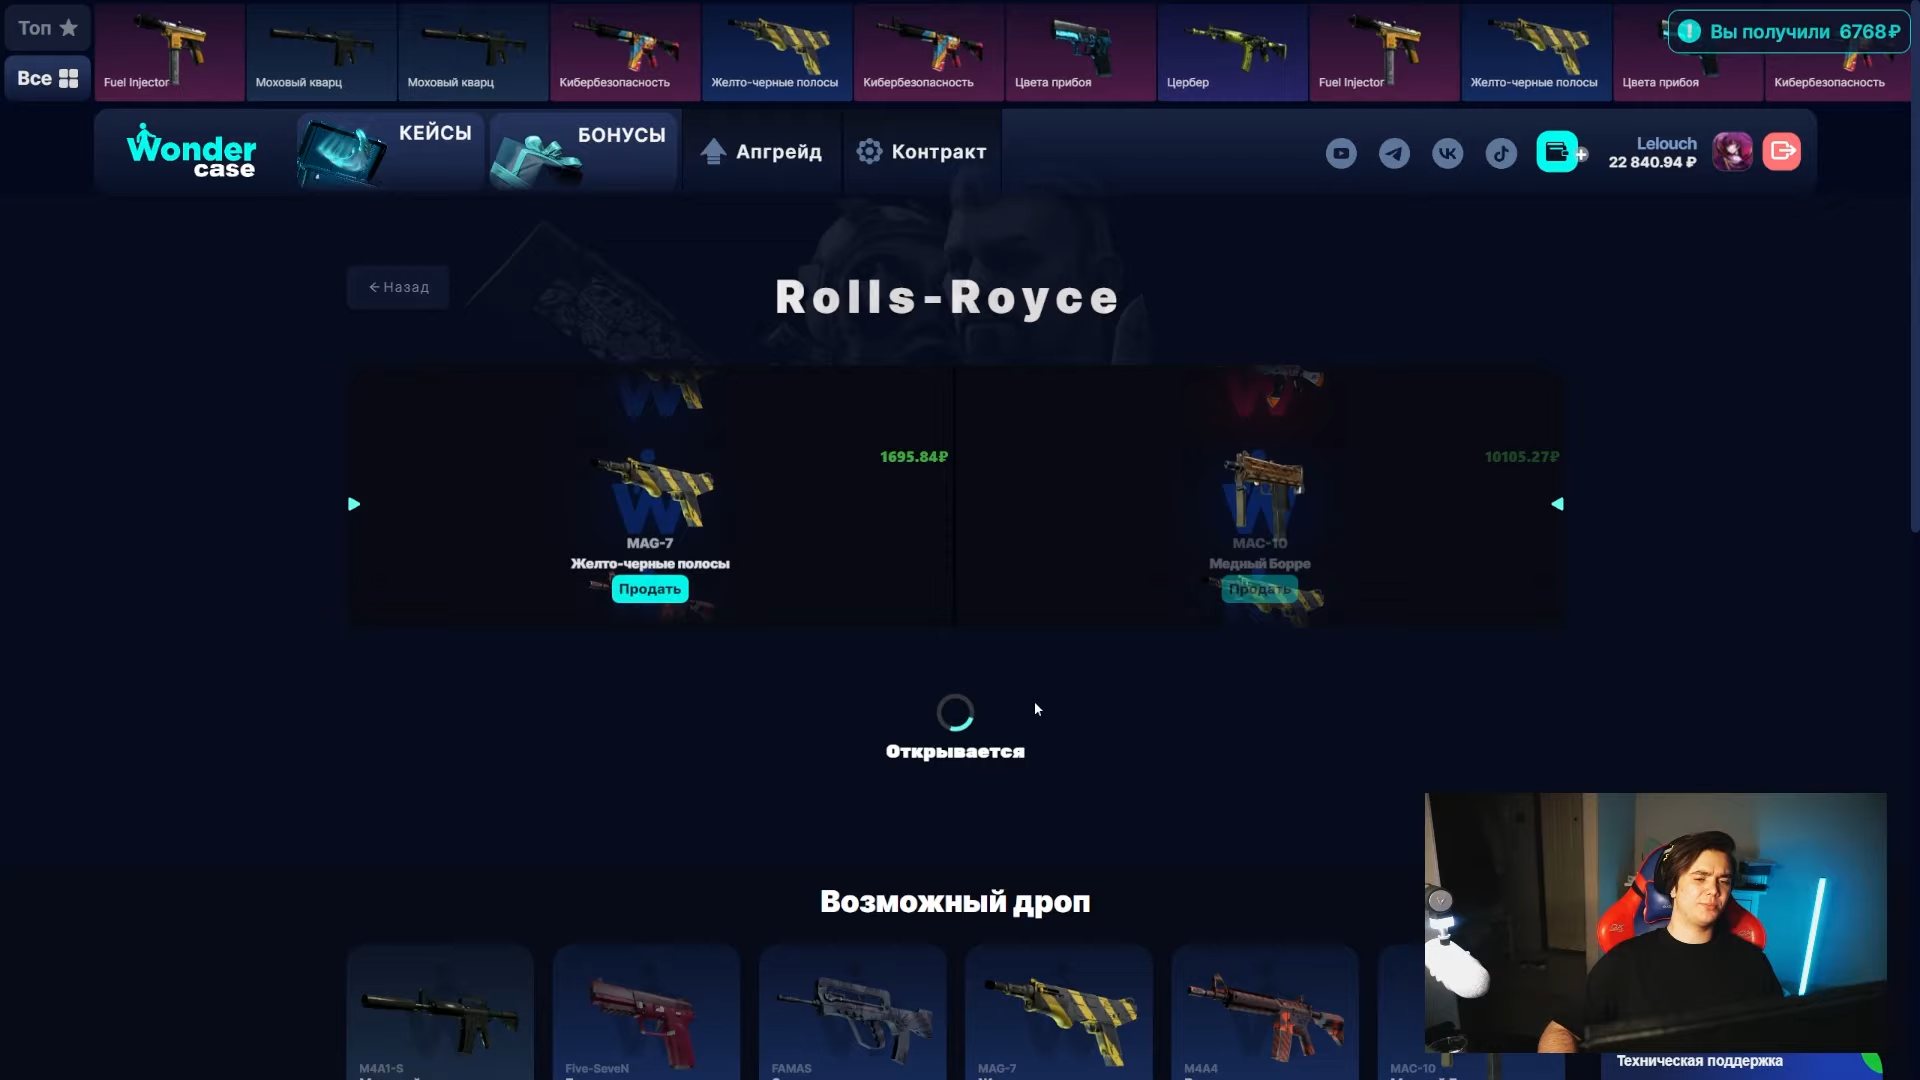 Топ
Все
Fuel Injector
Моховый кварц
Моховый кварц
Кибербезопасность
Желто-черные полосы
Кибербезопасность
Цвета прибоя
Цербер
Fuel Injector
Желто-черные полосы
Цвета прибоя
Кибербезопасность
Вы получили 6768₽
Wonder
case
КЕЙСЫ
БОНУСЫ
Апгрейд
Контракт
Lelouch
22 840.94 ₽
← Назад
Rolls-Royce
1695.84₽
MAG-7
Желто-черные полосы
Продать
10105.27₽
MAC-10
Медный Борре
Продать
Открывается
Возможный дроп
M4A1-S
Five-SeveN
FAMAS
MAG-7
M4A4
MAC-10
Техническая поддержка